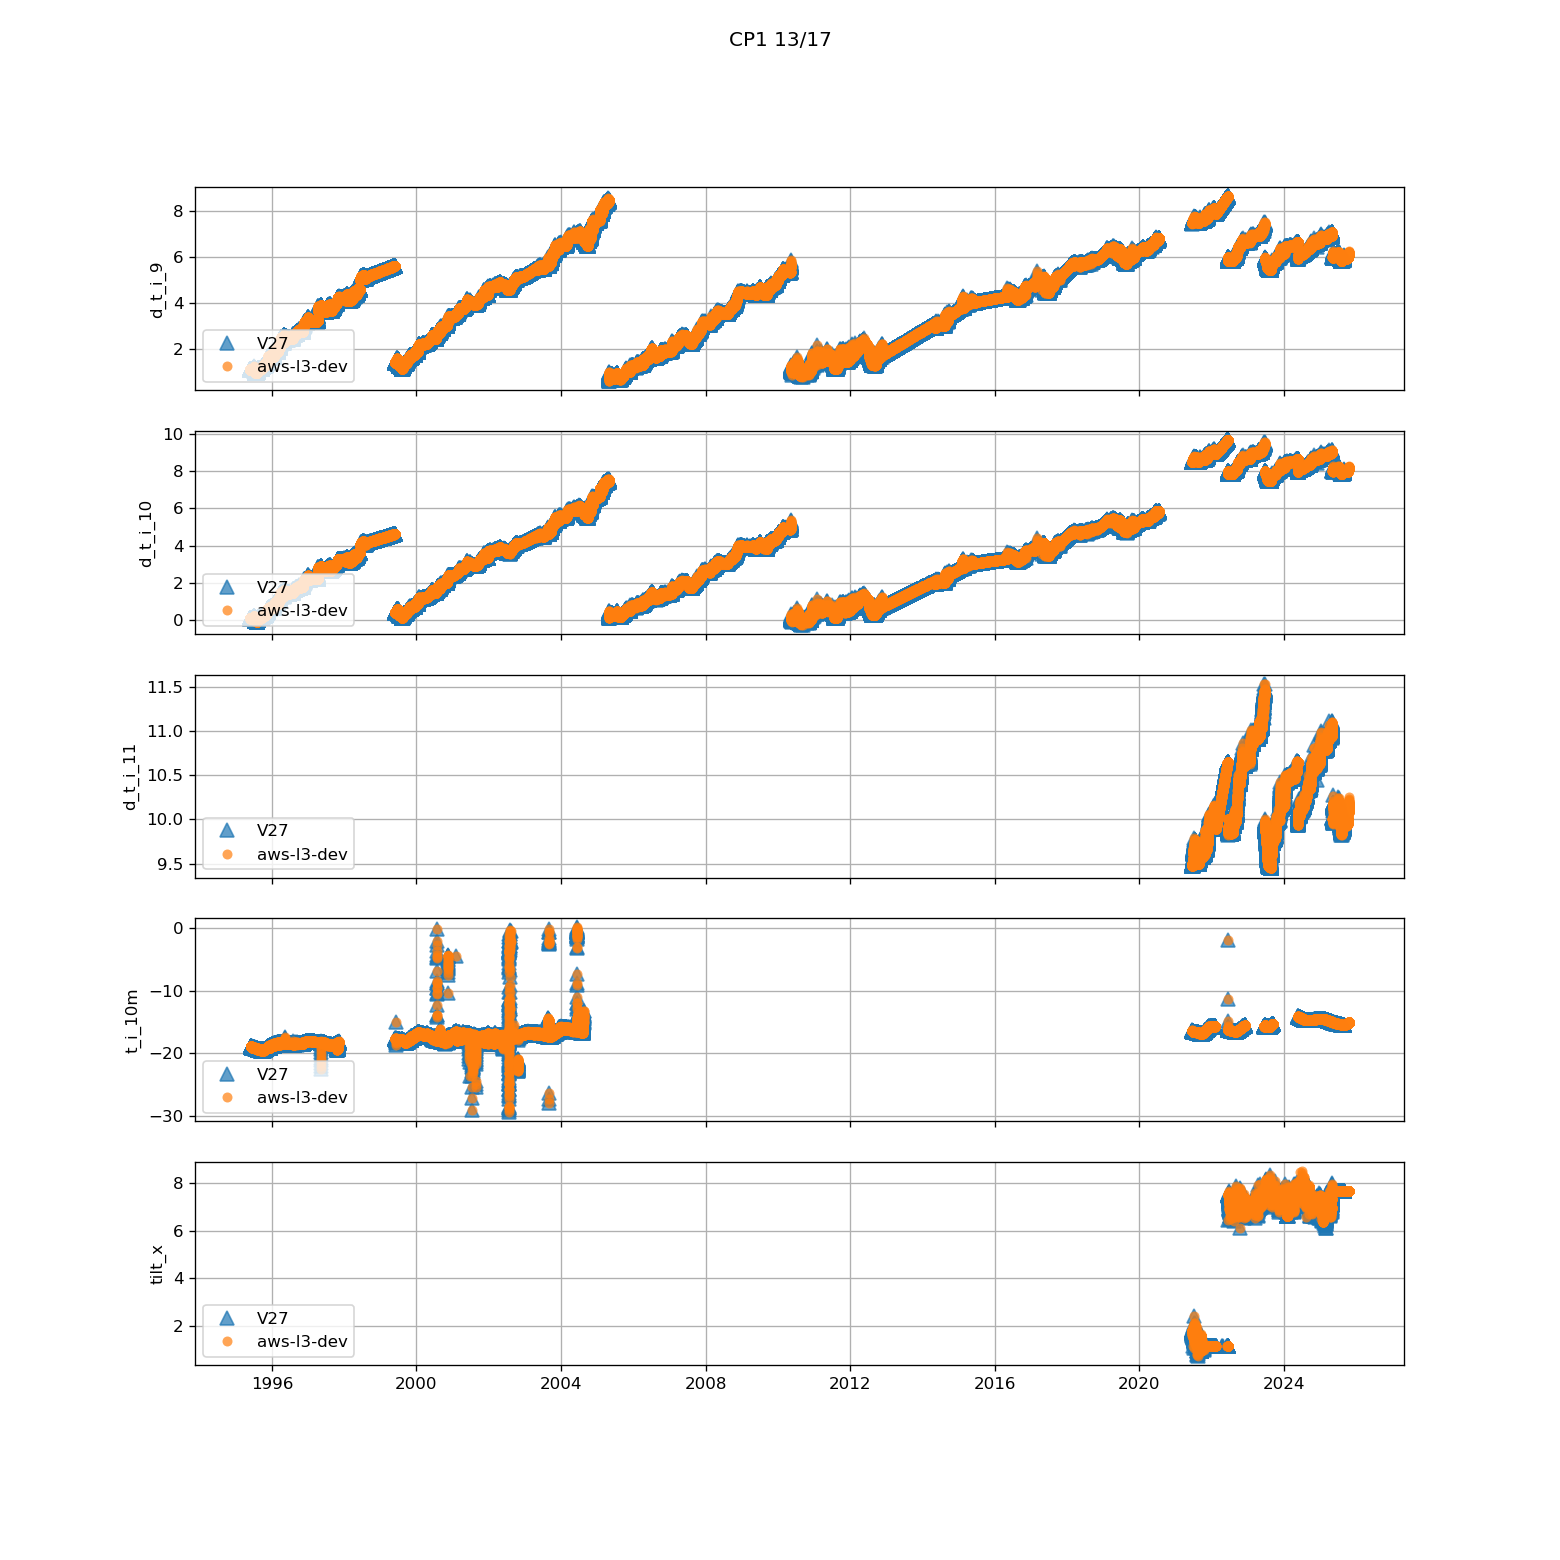 CP1 13/17
8
6
4
2
d_t_i_9
V27
aws-l3-dev
10
8
6
4
2
0
d_t_i_10
V27
aws-l3-dev
11.5
11.0
10.5
10.0
9.5
d_t_i_11
V27
aws-l3-dev
0
−10
−20
−30
t_i_10m
V27
aws-l3-dev
8
6
4
2
tilt_x
V27
aws-l3-dev
1996 2000 2004 2008 2012 2016 2020 2024